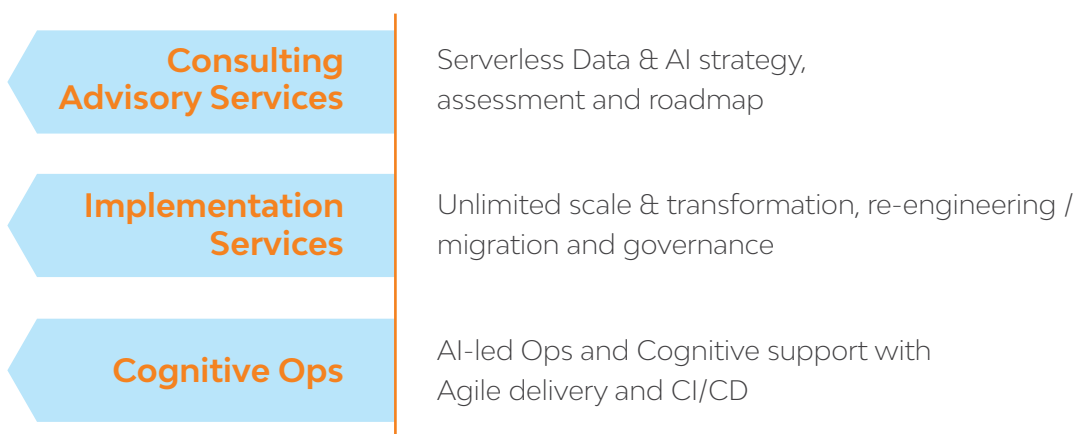 Consulting
Advisory Services
Serverless Data & AI strategy,
assessment and roadmap
Implementation
Services
Unlimited scale & transformation, re-engineering /
migration and governance
Cognitive Ops
AI-led Ops and Cognitive support with
Agile delivery and CI/CD